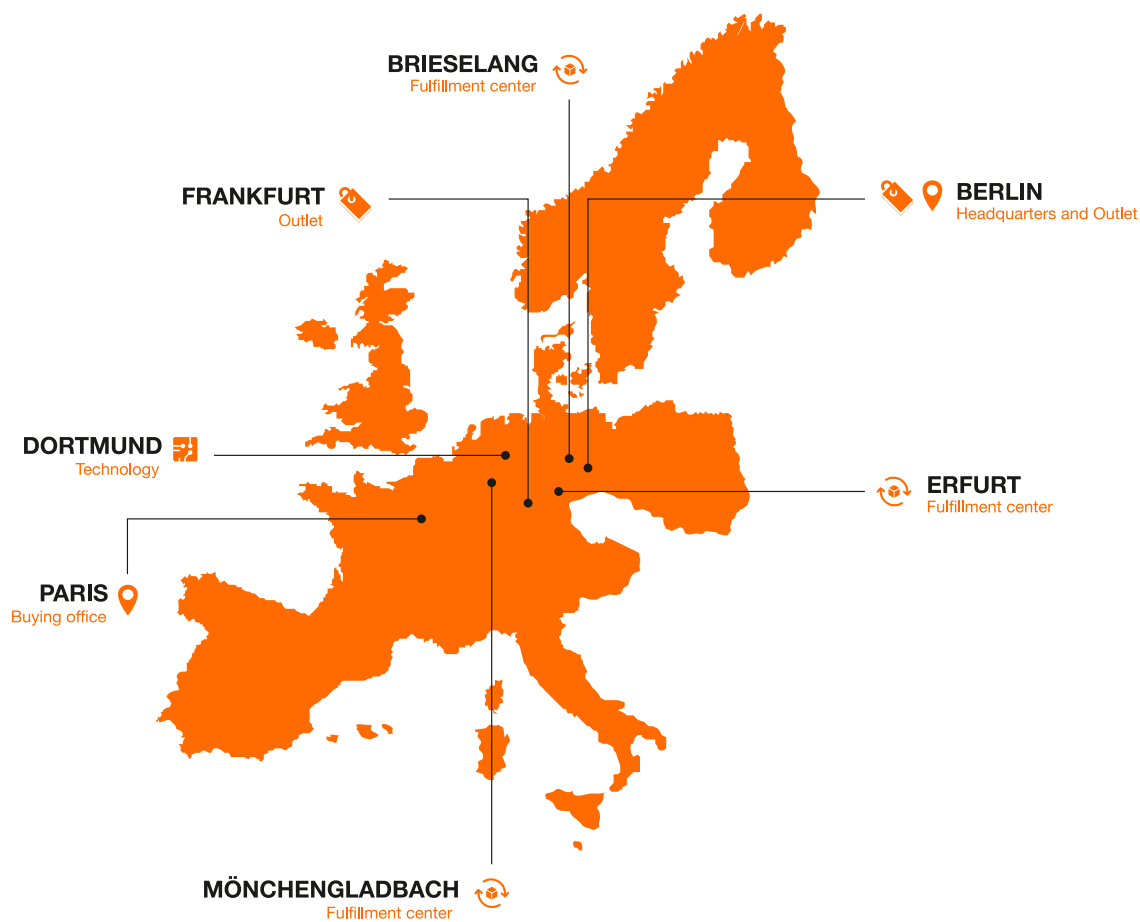 BRIESELANG
Fulfillment center
FRANKFURT
Outlet
BERLIN
Headquarters and Outlet
DORTMUND
Technology
ERFURT
Fulfillment center
PARIS
Buying office
MÖNCHENGLADBACH
Fulfillment center